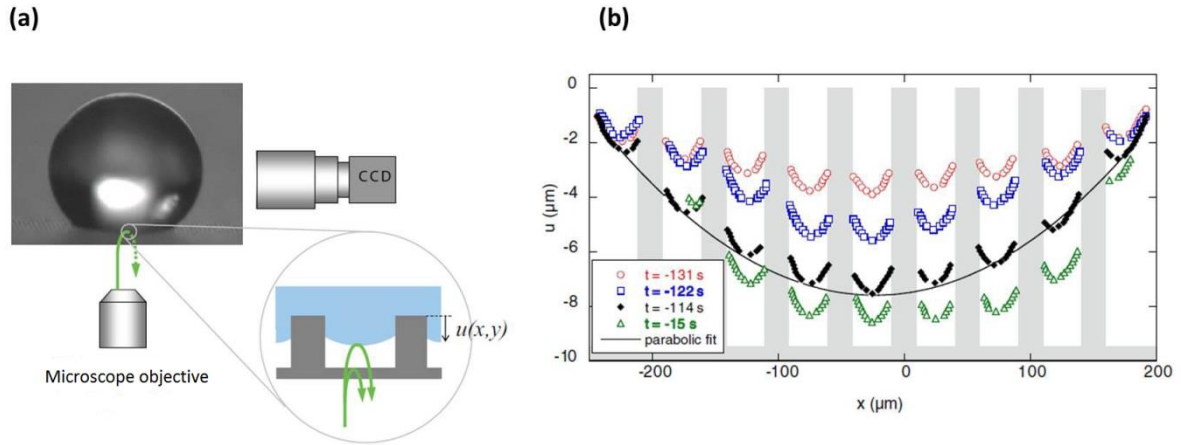 (a)
(b)
CCD
u(x,y)
Microscope objective
0
-2
-4
-6
-8
-10
u (μm)
t = -131 s
t = -122 s
t = -114 s
t = -15 s
parabolic fit
-200
-100
0
100
200
x (μm)